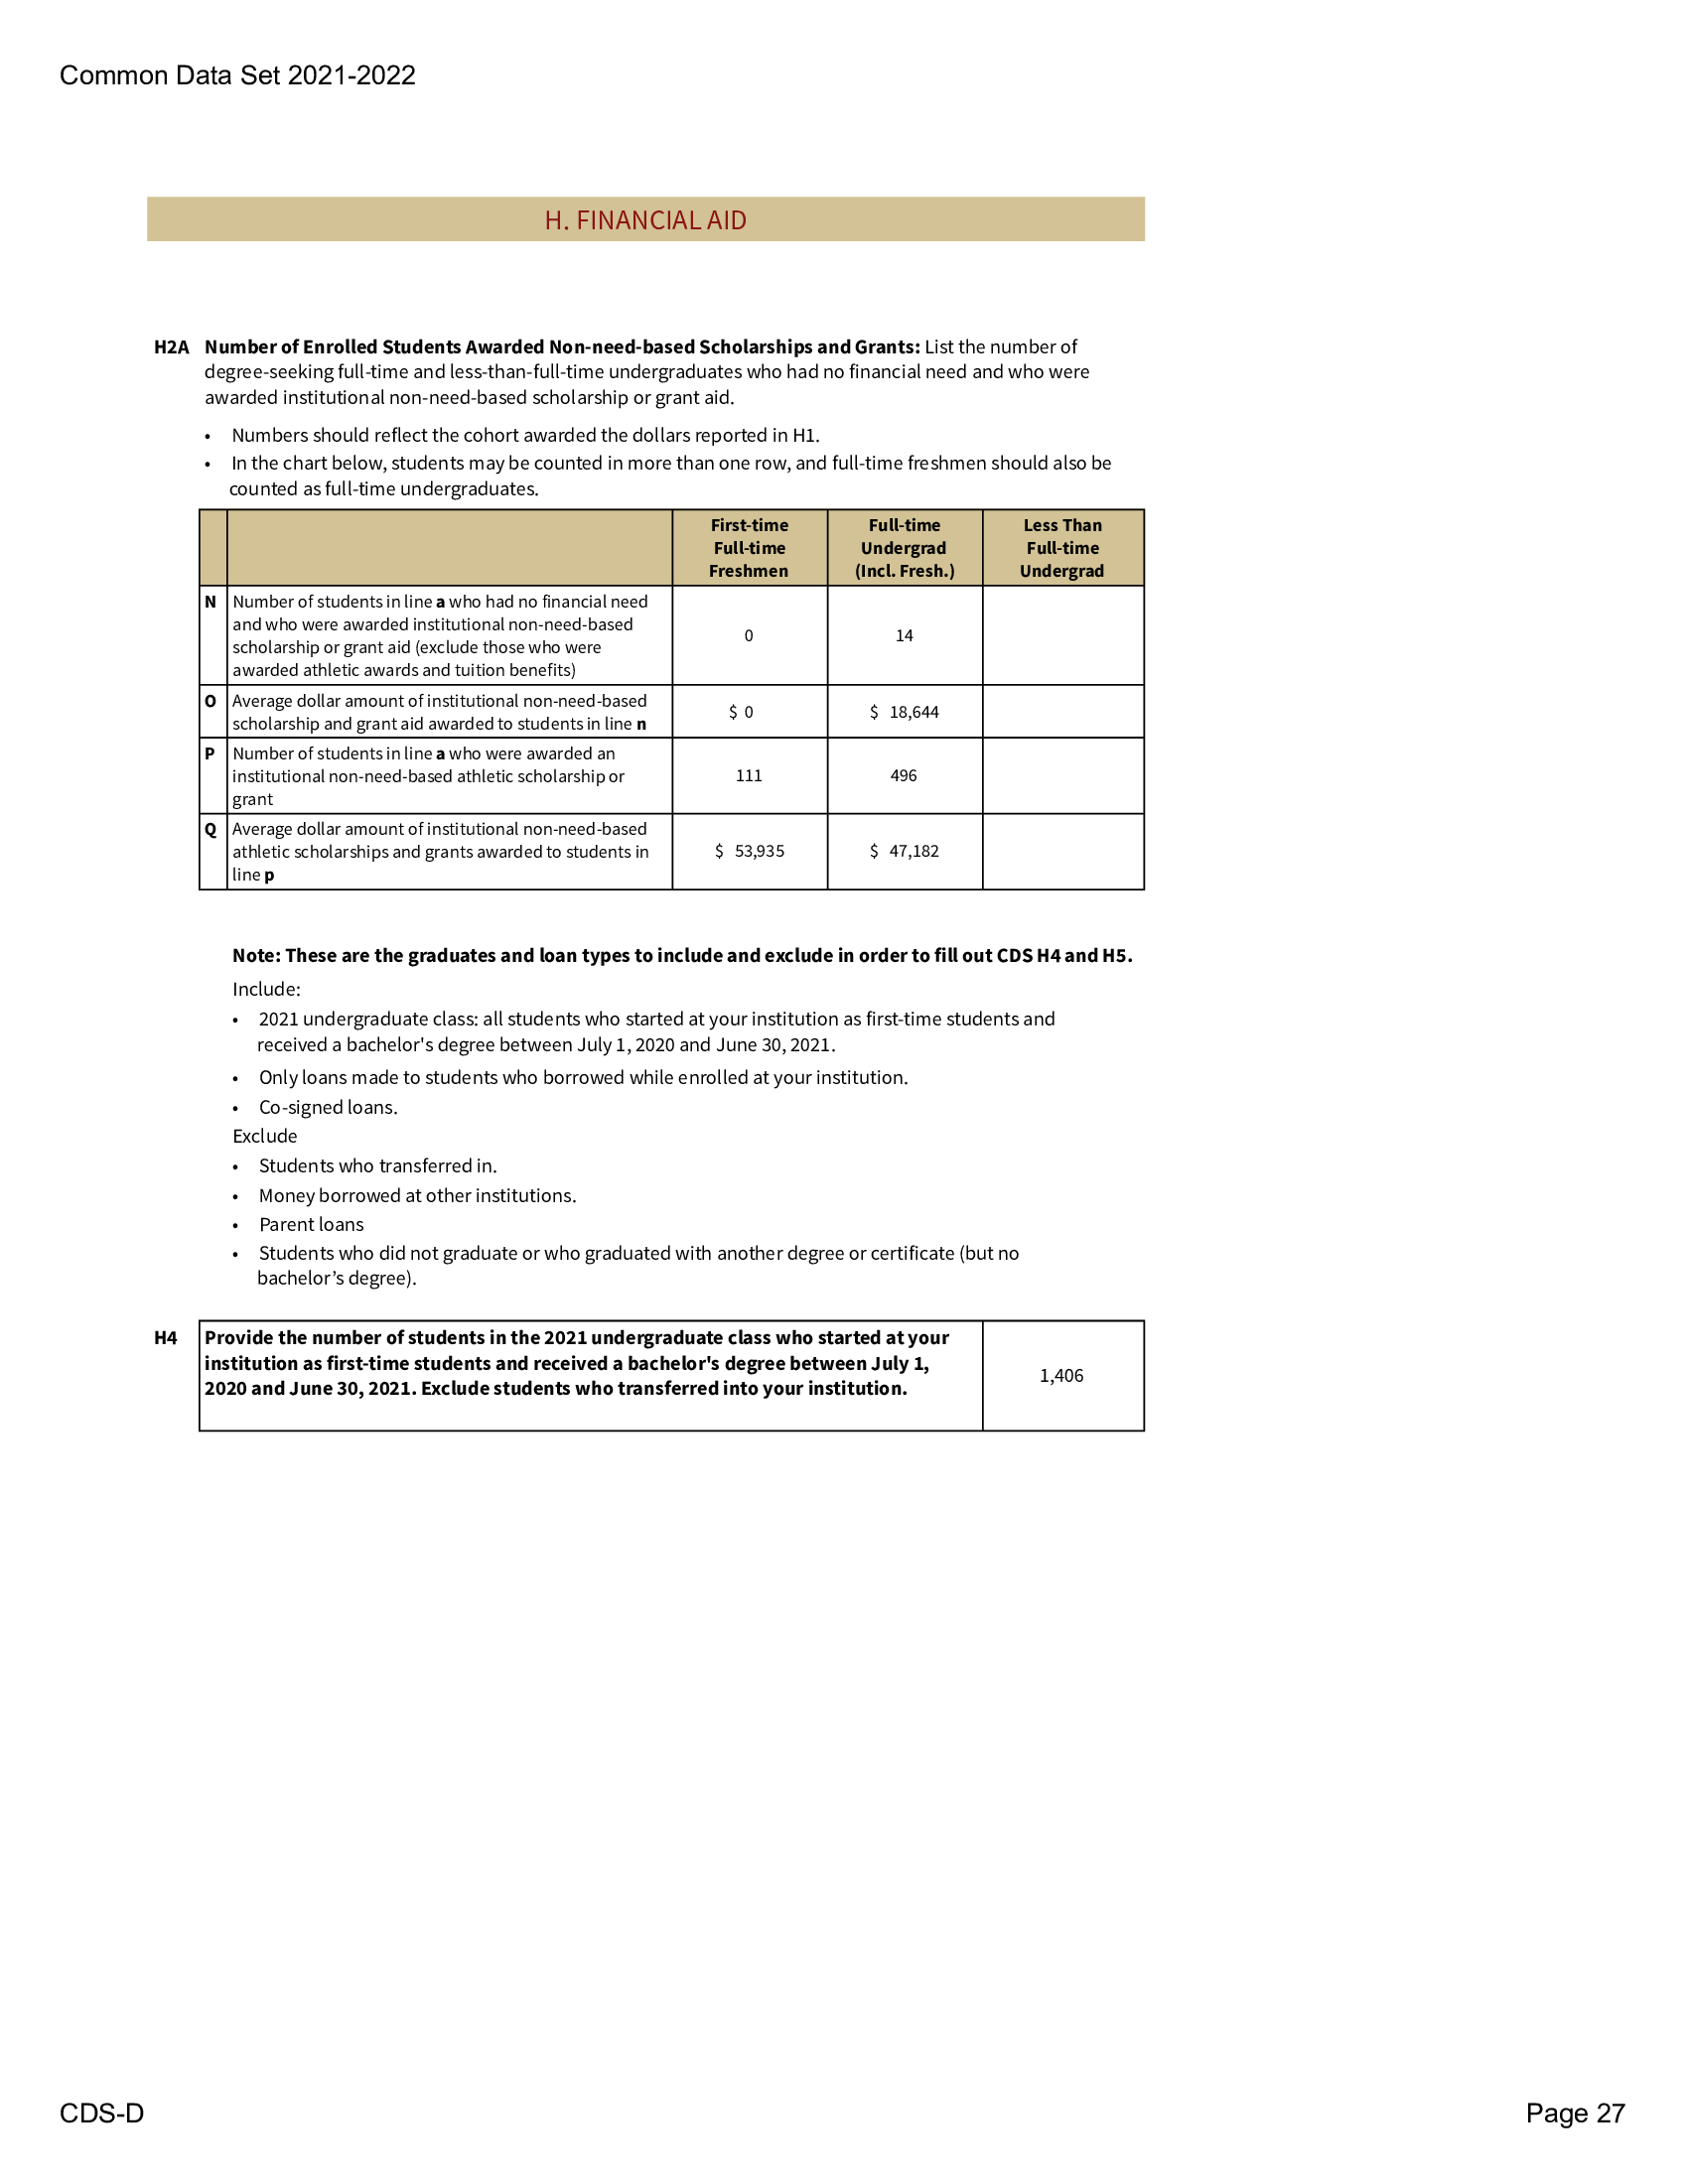 Common Data Set 2021-2022
H. FINANCIAL AID
H2A Number of Enrolled Students Awarded Non-need-based Scholarships and Grants: List the number of
degree-seeking full-time and less-than-full-time undergraduates who had no financial need and who were
awarded institutional non-need-based scholarship or grant aid.
• Numbers should reflect the cohort awarded the dollars reported in H1.
• In the chart below, students may be counted in more than one row, and full-time freshmen should also be
counted as full-time undergraduates.
First-time
Full-time
Freshmen
Full-time
Undergrad
(Incl. Fresh.)
Less Than
Full-time
Undergrad
N Number of students in line a who had no financial need
and who were awarded institutional non-need-based
scholarship or grant aid (exclude those who were
awarded athletic awards and tuition benefits)
0 14
O Average dollar amount of institutional non-need-based
scholarship and grant aid awarded to students in line n
$ 0 $ 18,644
P Number of students in line a who were awarded an
institutional non-need-based athletic scholarship or
grant
111 496
Q Average dollar amount of institutional non-need-based
athletic scholarships and grants awarded to students in
line p
$ 53,935 $ 47,182
Note: These are the graduates and loan types to include and exclude in order to fill out CDS H4 and H5.
Include:
• 2021 undergraduate class: all students who started at your institution as first-time students and
received a bachelor's degree between July 1, 2020 and June 30, 2021.
• Only loans made to students who borrowed while enrolled at your institution.
• Co-signed loans.
Exclude
• Students who transferred in.
• Money borrowed at other institutions.
• Parent loans
• Students who did not graduate or who graduated with another degree or certificate (but no
bachelor’s degree).
H4 Provide the number of students in the 2021 undergraduate class who started at your
institution as first-time students and received a bachelor's degree between July 1,
2020 and June 30, 2021. Exclude students who transferred into your institution.
1,406
CDS-D Page 27